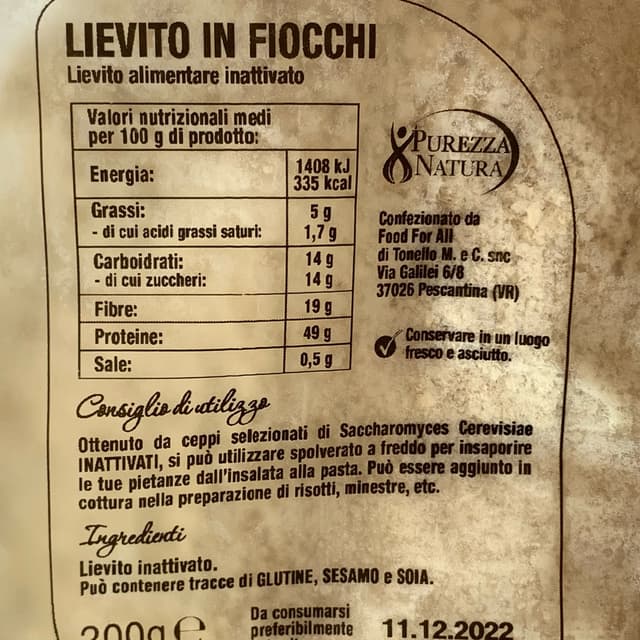 LIEVITO IN FIOCCHI
Lievito alimentare inattivato
Valori nutrizionali medi
per 100 g di prodotto:
Energia: 1408 kJ
335 kcal
Grassi: 5 g
- di cui acidi grassi saturi: 1,7 g
Carboidrati: 14 g
- di cui zuccheri: 14 g
Fibre: 19 g
Proteine: 49 g
Sale: 0,5 g
PUREZZA
NATURA
Confezionato da
Food For All
di Tonello M. e C. snc
Via Galilei 6/8
37026 Pescantina (VR)
Conservare in un luogo
fresco e asciutto.
Consiglio di utilizzo
Ottenuto da ceppi selezionati di Saccharomyces Cerevisiae
INATTIVATI, si può utilizzare spolverato a freddo per insaporire
le tue pietanze dall'insalata alla pasta. Può essere aggiunto in
cottura nella preparazione di risotti, minestre, etc.
Ingredienti
Lievito inattivato.
Può contenere tracce di GLUTINE, SESAMO e SOIA.
200g e
Da consumarsi
preferibilmente 11.12.2022